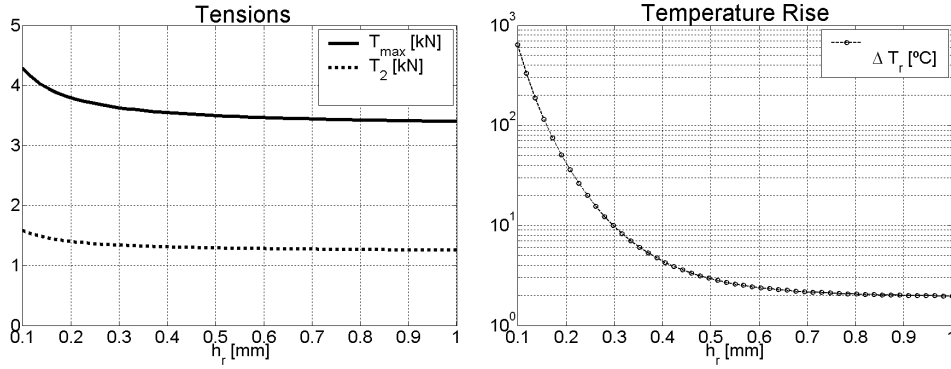 Tensions
5
4
3
2
1
0
T_max [kN]
T_2 [kN]
0.1 0.2 0.3 0.4 0.5 0.6 0.7 0.8 0.9 1
h_r [mm]
Temperature Rise
10^3
10^2
10^1
10^0
Δ T_r [ºC]
0.1 0.2 0.3 0.4 0.5 0.6 0.7 0.8 0.9 1
h_r [mm]